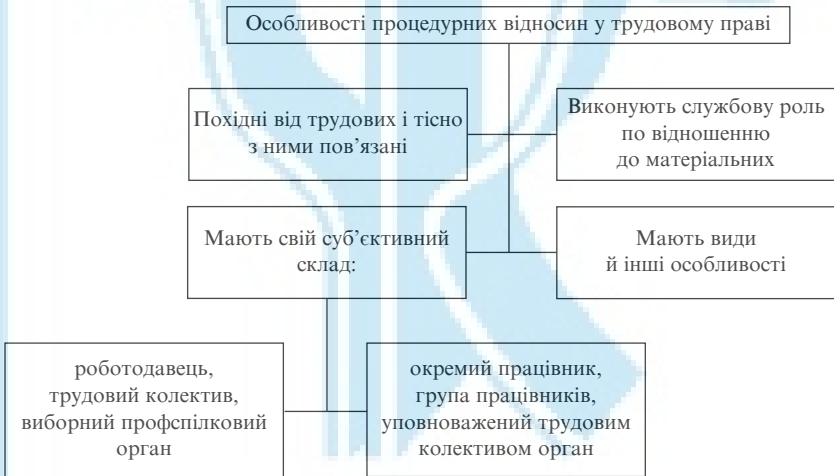 Особливості процедурних відносин у трудовому праві
Похідні від трудових і тісно
з ними пов’язані
Виконують службову роль
по відношенню
до матеріальних
Мають свій суб’єктивний
склад:
Мають види
й інші особливості
роботодавець,
трудовий колектив,
виборний профспілковий
орган
окремий працівник,
група працівників,
уповноважений трудовим
колективом орган